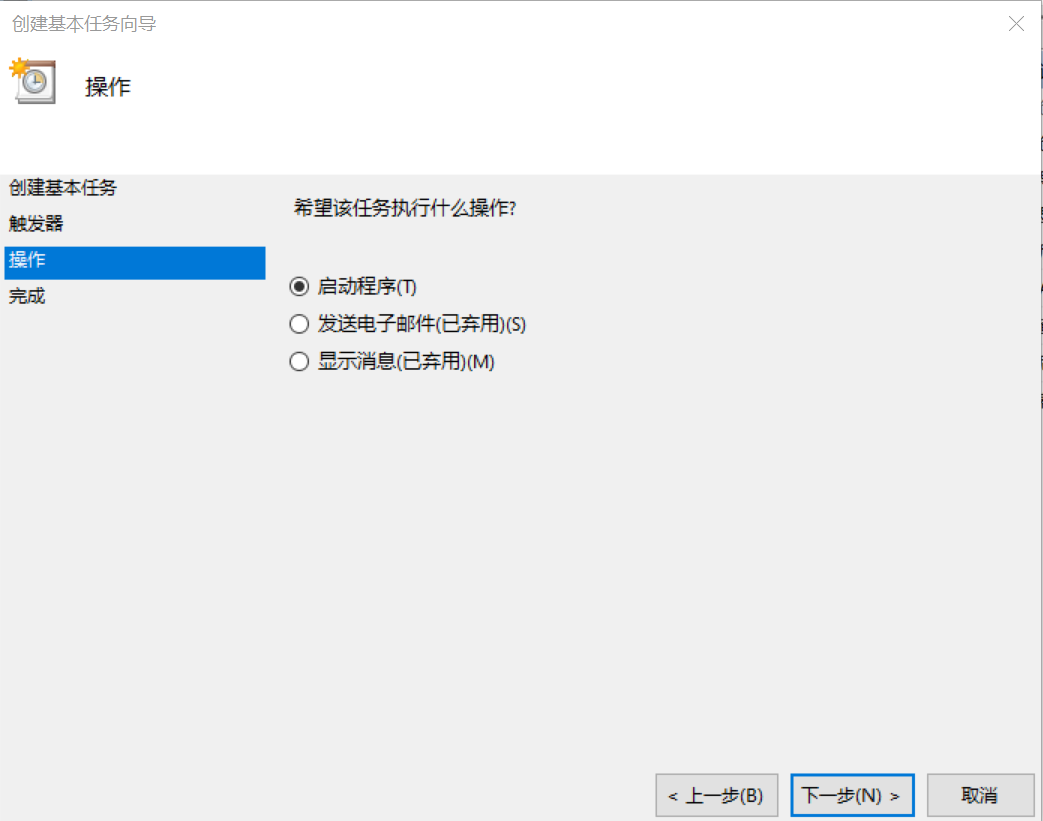 创建基本任务向导
操作
创建基本任务
触发器
操作
完成
希望该任务执行什么操作?
启动程序(T)
发送电子邮件(已弃用)(S)
显示消息(已弃用)(M)
< 上一步(B)
下一步(N) >
取消